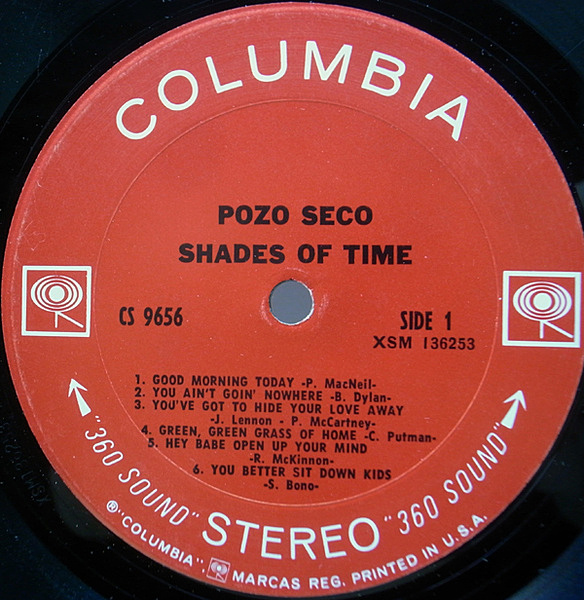 COLUMBIA
POZO SECO
SHADES OF TIME
CS 9656
SIDE 1
XSM 136253
1. GOOD MORNING TODAY -P. MacNeil-
2. YOU AIN'T GOIN' NOWHERE -B. Dylan-
3. YOU'VE GOT TO HIDE YOUR LOVE AWAY
-J. Lennon - P. McCartney-
4. GREEN, GREEN GRASS OF HOME -C. Putman-
5. HEY BABE OPEN UP YOUR MIND
-R. McKinnon-
6. YOU BETTER SIT DOWN KIDS
-S. Bono-
"360 SOUND" STEREO "360 SOUND"
® "COLUMBIA", MARCAS REG. PRINTED IN U.S.A.